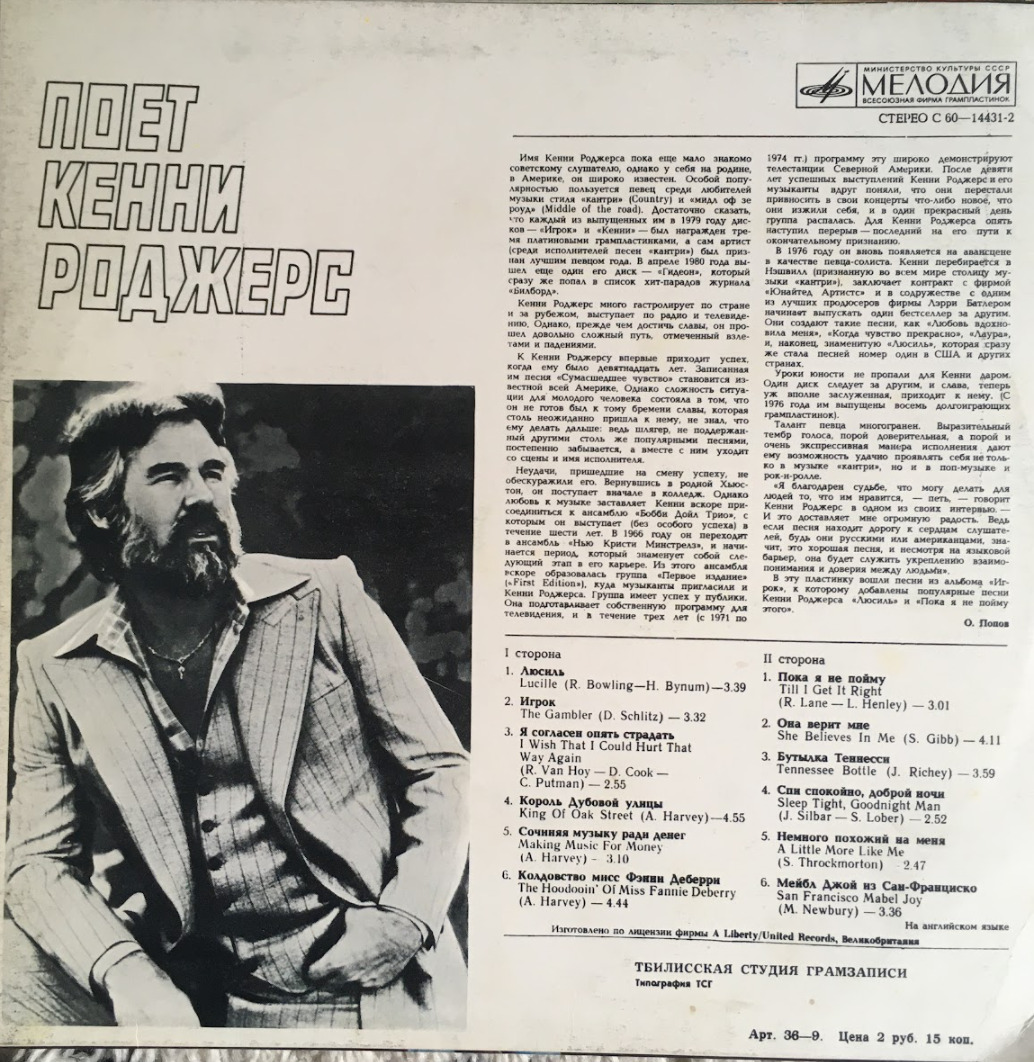 ПОЕТ
КЕННИ
РОДЖЕРС
МИНИСТЕРСТВО КУЛЬТУРЫ СССР
МЕЛОДИЯ
ВСЕСОЮЗНАЯ ФИРМА ГРАМПЛАСТИНОК
СТЕРЕО С 60—14431-2
Имя Кенни Роджерса пока еще мало знакомо
советскому слушателю, однако у себя на родине,
в Америке, он широко известен. Особой попу-
лярностью пользуется певец среди любителей
музыки стиля «кантри» (Country) и «мидл оф зе
роуд» (Middle of the road). Достаточно сказать,
что каждый из выпущенных им в 1979 году дис-
ков — «Игрок» и «Кенни» — был награжден тре-
мя платиновыми грампластинками, а сам артист
(среди исполнителей песен «кантри») был приз-
нан лучшим певцом года. В апреле 1980 года вы-
шел еще один его диск — «Гидеон», который
сразу же попал в список хит-парадов журнала
«Билборд».
Кенни Роджерс много гастролирует по стране
и за рубежом, выступает по радио и телевиде-
нию. Однако, прежде чем достичь славы, он про-
шел довольно сложный путь, отмеченный взле-
тами и падениями.
К Кенни Роджерсу впервые приходит успех,
когда ему было девятнадцать лет. Записанная
им песня «Сумасшедшее чувство» становится из-
вестной всей Америке. Однако сложность ситуа-
ции для молодого человека состояла в том, что
он не готов был к тому бремени славы, которая
столь неожиданно пришла к нему, не знал, что
ему делать дальше: ведь шлягер, не поддержан-
ный другими столь же популярными песнями,
постепенно забывается, а вместе с ним уходит
со сцены и имя исполнителя.
Неудачи, пришедшие на смену успеху, не
обескуражили его. Вернувшись в родной Хьюс-
тон, он поступает вначале в колледж. Однако
любовь к музыке заставляет Кенни вскоре при-
соединиться к ансамблю «Бобби Дойл Трио», с
которым он выступает (без особого успеха) в
течение шести лет. В 1966 году он переходит
в ансамбль «Нью Кристи Минстрелз», и начи-
нается период, который знаменует собой сле-
дующий этап в его карьере. Из этого ансамбля
вскоре образовалась группа «Первое издание»
(«First Edition»), куда музыканты пригласили и
Кенни Роджерса. Группа имеет успех у публики.
Она подготавливает собственную программу для
телевидения, и в течение трех лет (с 1971 по
1974 гг.) программу эту широко демонстрируют
телестанции Северной Америки. После девяти
лет успешных выступлений Кенни Роджерс и его
музыканты вдруг поняли, что они перестали
привносить в свои концерты что-либо новое, что
они изжили себя, и в один прекрасный день
группа распалась. Для Кенни Роджерса опять
наступил перерыв — последний на его пути к
окончательному признанию.
В 1976 году он вновь появляется на авансцене
в качестве певца-солиста. Кенни перебирается в
Нэшвилл (признанную во всем мире столицу му-
зыки «кантри»), заключает контракт с фирмой
«Юнайтед Артистс» и в содружестве с одним
из лучших продюсеров фирмы Лэрри Батлером
начинает выпускать один бестселлер за другим.
Они создают такие песни, как «Любовь вдохно-
вила меня», «Когда чувство прекрасно», «Лаура»,
и, наконец, знаменитую «Люсиль», которая сразу
же стала песней номер один в США и других
странах.
Уроки юности не пропали для Кенни даром.
Один диск следует за другим, и слава, теперь
уж вполне заслуженная, приходит к нему. (С
1976 года им выпущены восемь долгоиграющих
грампластинок).
Талант певца многогранен. Выразительный
тембр голоса, порой доверительная, а порой и
очень экспрессивная манера исполнения дают
ему возможность удачно проявлять себя не толь-
ко в музыке «кантри», но и в поп-музыке и
рок-н-ролле.
«Я благодарен судьбе, что могу делать для
людей то, что им нравится, — петь, — говорит
Кенни Роджерс в одном из своих интервью. —
И это доставляет мне огромную радость. Ведь
если песня находит дорогу к сердцам слушате-
лей, будь они русскими или американцами, зна-
чит, это хорошая песня, и несмотря на языковой
барьер, она будет служить укреплению взаимо-
понимания и доверия между людьми».
В эту пластинку вошли песни из альбома «Иг-
рок», к которому добавлены популярные песни
Кенни Роджерса «Люсиль» и «Пока я не пойму
этого».
О. Попов
I сторона
1. Люсиль
Lucille (R. Bowling—H. Bynum)—3.39
2. Игрок
The Gambler (D. Schlitz) — 3.32
3. Я согласен опять страдать
I Wish That I Could Hurt That
Way Again
(R. Van Hoy — D. Cook —
C. Putman) — 2.55
4. Король Дубовой улицы
King Of Oak Street (A. Harvey)—4.55
5. Сочиняя музыку ради денег
Making Music For Money
(A. Harvey) - 3.10
6. Колдовство мисс Фэнни Деберри
The Hoodooin' Of Miss Fannie Deberry
(A. Harvey) — 4.44
II сторона
1. Пока я не пойму
Till I Get It Right
(R. Lane — L. Henley) — 3.01
2. Она верит мне
She Believes In Me (S. Gibb) — 4.11
3. Бутылка Теннесси
Tennessee Bottle (J. Richey) — 3.59
4. Спи спокойно, доброй ночи
Sleep Tight, Goodnight Man
(J. Silbar — S. Lober) — 2.52
5. Немного похожий на меня
A Little More Like Me
(S. Throckmorton) - 2.47
6. Мейбл Джой из Сан-Франциско
San Francisco Mabel Joy
(M. Newbury) — 3.36
На английском языке
Изготовлено по лицензии фирмы A Liberty/United Records, Великобритания
ТБИЛИССКАЯ СТУДИЯ ГРАМЗАПИСИ
Типография ТСГ
Арт. 36—9. Цена 2 руб. 15 коп.